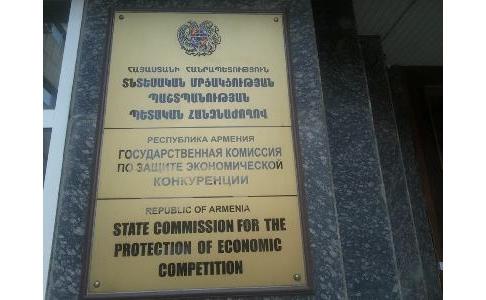 ՀԱՅԱՍՏԱՆԻ ՀԱՆՐԱՊԵՏՈՒԹՅՈՒՆ
ՏՆՏԵՍԱԿԱՆ ՄՐՑԱԿՑՈՒԹՅԱՆ
ՊԱՇՏՊԱՆՈՒԹՅԱՆ
ՊԵՏԱԿԱՆ ՀԱՆՁՆԱԺՈՂՈՎ
РЕСПУБЛИКА АРМЕНИЯ
ГОСУДАРСТВЕННАЯ КОМИССИЯ
ПО ЗАЩИТЕ ЭКОНОМИЧЕСКОЙ
КОНКУРЕНЦИИ
REPUBLIC OF ARMENIA
STATE COMMISSION FOR THE
PROTECTION OF ECONOMIC
COMPETITION